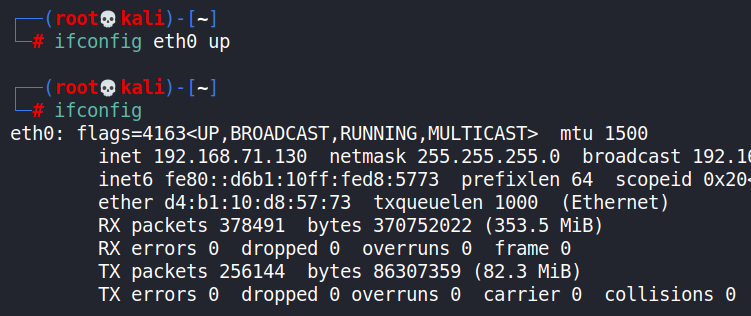 ┌──(root💀kali)-[~]
└─# ifconfig eth0 up
┌──(root💀kali)-[~]
└─# ifconfig
eth0: flags=4163<UP,BROADCAST,RUNNING,MULTICAST>  mtu 1500
inet 192.168.71.130  netmask 255.255.255.0  broadcast 192.16
inet6 fe80::d6b1:10ff:fed8:5773  prefixlen 64  scopeid 0x20<
ether d4:b1:10:d8:57:73  txqueuelen 1000  (Ethernet)
RX packets 378491  bytes 370752022 (353.5 MiB)
RX errors 0  dropped 0  overruns 0  frame 0
TX packets 256144  bytes 86307359 (82.3 MiB)
TX errors 0  dropped 0 overruns 0  carrier 0  collisions 0